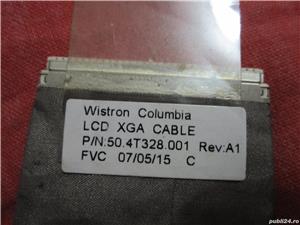 Wistron Columbia
LCD XGA CABLE
P/N:50.4T328.001 Rev:A1
FVC 07/05/15 C
publi24.ro